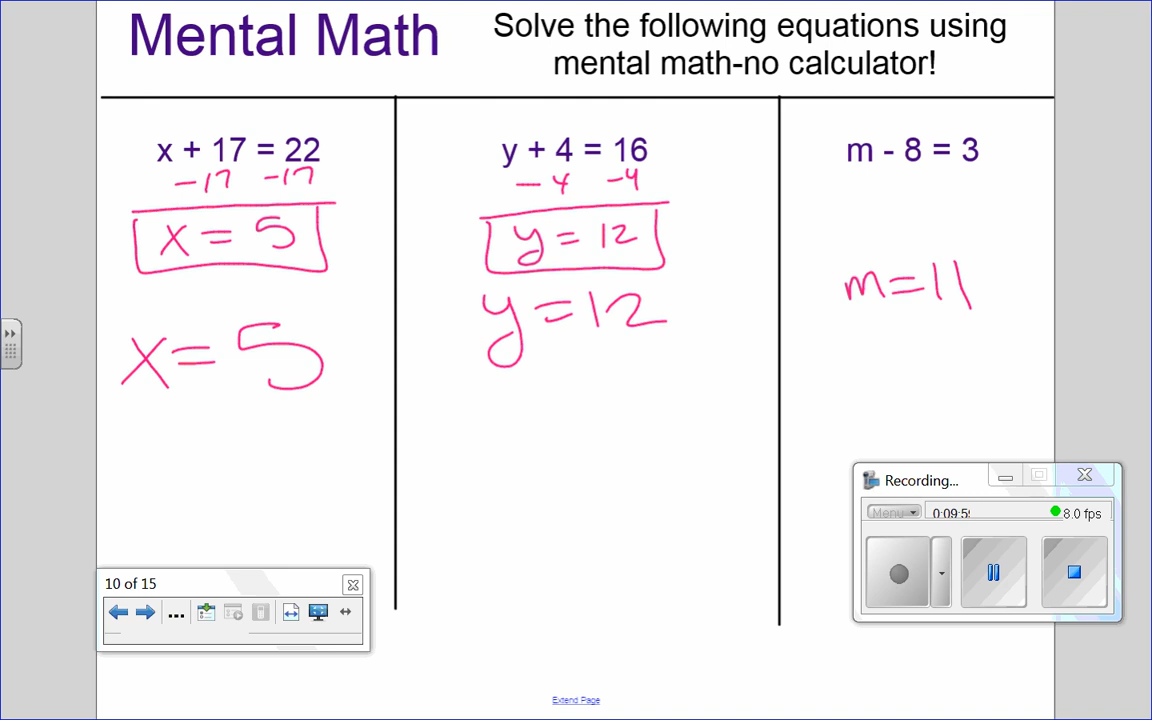 Mental Math
Solve the following equations using
mental math-no calculator!
x + 17 = 22
-17 -17
x = 5
x = 5
y + 4 = 16
-4 -4
y = 12
y = 12
m - 8 = 3
m = 11
Recording...
Menu
8.0 fps
10 of 15
Extend Page